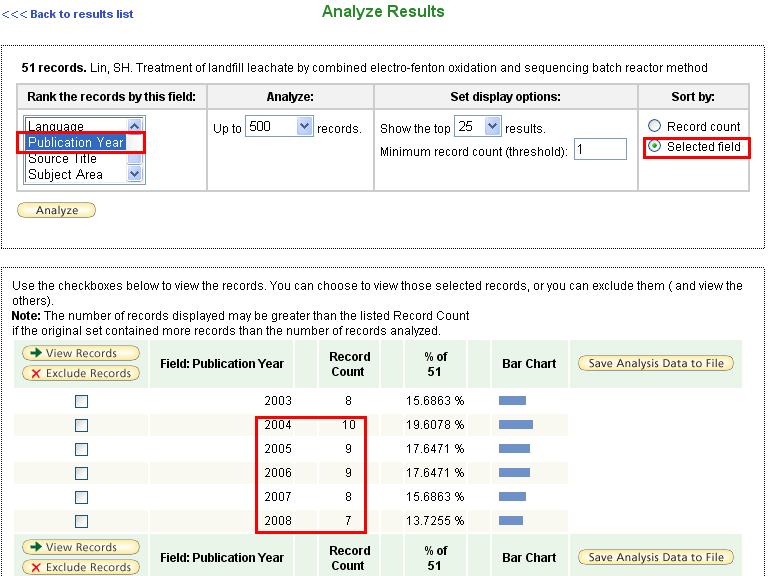 <<< Back to results list
Analyze Results
51 records. Lin, SH. Treatment of landfill leachate by combined electro-fenton oxidation and sequencing batch reactor method
Rank the records by this field: Analyze: Set display options: Sort by:
Language
Publication Year
Source Title
Subject Area
Up to 500 records.
Show the top 25 results.
Minimum record count (threshold): 1
Record count
Selected field
Analyze
Use the checkboxes below to view the records. You can choose to view those selected records, or you can exclude them ( and view the
others).
Note: The number of records displayed may be greater than the listed Record Count
if the original set contained more records than the number of records analyzed.
View Records
Exclude Records
Field: Publication Year
Record
Count
% of
51
Bar Chart
Save Analysis Data to File
2003 8 15.6863 %
2004 10 19.6078 %
2005 9 17.6471 %
2006 9 17.6471 %
2007 8 15.6863 %
2008 7 13.7255 %
View Records
Exclude Records
Field: Publication Year
Record
Count
% of
51
Bar Chart
Save Analysis Data to File